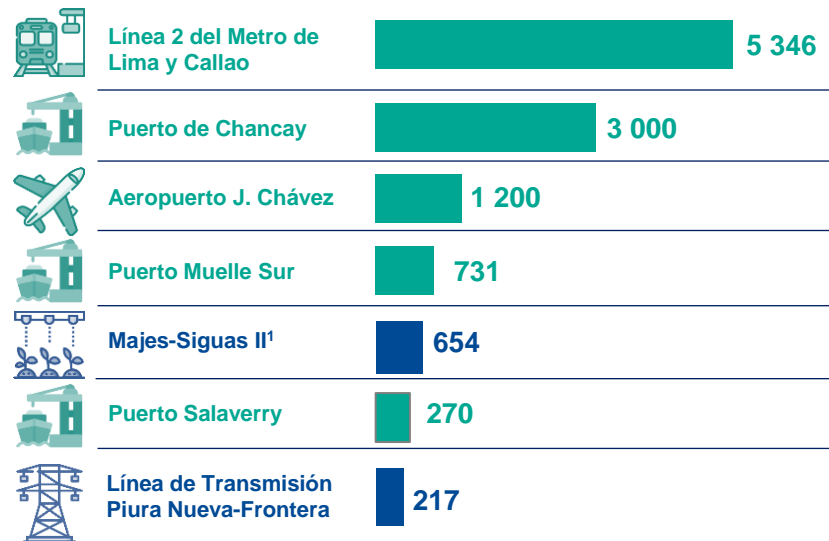 Línea 2 del Metro de
Lima y Callao
5 346
Puerto de Chancay
3 000
Aeropuerto J. Chávez
1 200
Puerto Muelle Sur
731
Majes-Siguas II¹
654
Puerto Salaverry
270
Línea de Transmisión
Piura Nueva-Frontera
217